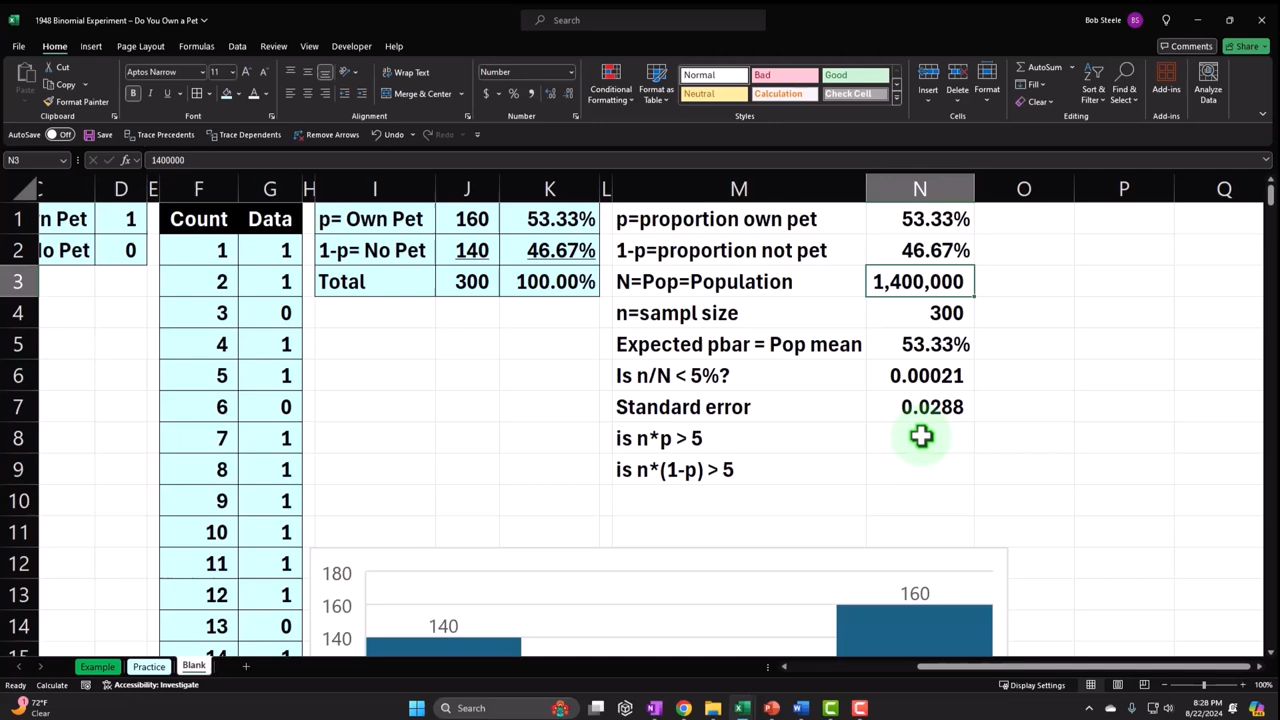 1948 Binomial Experiment – Do You Own a Pet
Search
Bob Steele
BS
File Home Insert Page Layout Formulas Data Review View Developer Help
Comments
Share
Paste
Cut
Copy
Format Painter
Clipboard
Aptos Narrow 11
Font
Wrap Text
Merge & Center
Alignment
Number
Number
Conditional Formatting
Format as Table
Normal Bad Good
Neutral Calculation Check Cell
Styles
Insert Delete Format
Cells
AutoSum
Fill
Clear
Sort & Filter
Find & Select
Editing
Add-ins
Add-ins
Analyze Data
AutoSave Off Save Trace Precedents Trace Dependents Remove Arrows Undo Redo
N3 fx 1400000
C D E F G H I J K L M N O P Q
1 n Pet 1 Count Data p= Own Pet 160 53.33% p=proportion own pet 53.33%
2 lo Pet 0 1 1 1-p= No Pet 140 46.67% 1-p=proportion not pet 46.67%
3 2 1 Total 300 100.00% N=Pop=Population 1,400,000
4 3 0 n=sampl size 300
5 4 1 Expected pbar = Pop mean 53.33%
6 5 1 Is n/N < 5%? 0.00021
7 6 0 Standard error 0.0288
8 7 1 is n*p > 5
9 8 1 is n*(1-p) > 5
10 9 1
11 10 1
12 11 1
13 12 1
14 13 0
15 14 1
180
160
140
140
160
Example Practice Blank
Ready Calculate Accessibility: Investigate
Display Settings
100%
72°F
Clear
Search
8:28 PM
8/22/2024